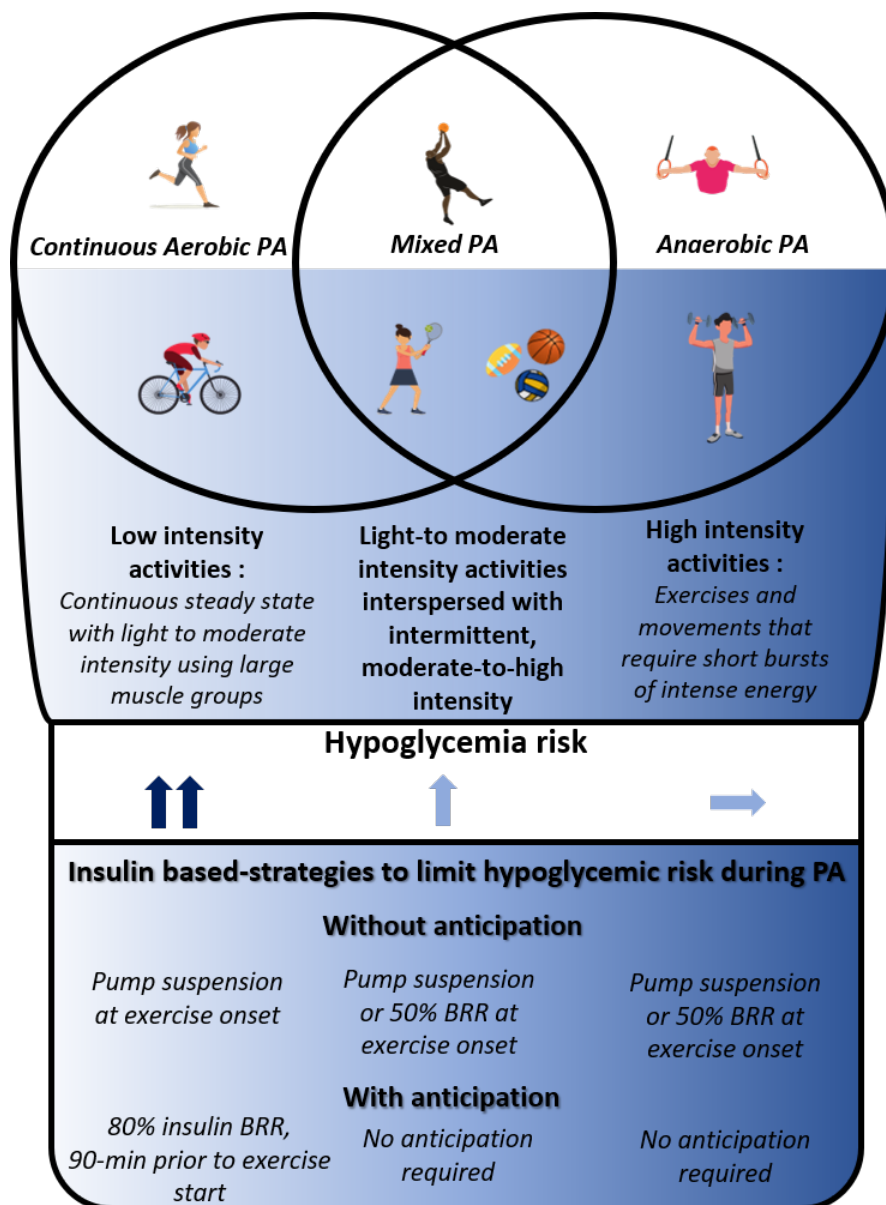 Continuous Aerobic PA
Mixed PA
Anaerobic PA
Low intensity
activities :
Continuous steady state
with light to moderate
intensity using large
muscle groups
Light-to moderate
intensity activities
interspersed with
intermittent,
moderate-to-high
intensity
High intensity
activities :
Exercises and
movements that
require short bursts
of intense energy
Hypoglycemia risk
Insulin based-strategies to limit hypoglycemic risk during PA
Without anticipation
Pump suspension
at exercise onset
Pump suspension
or 50% BRR at
exercise onset
Pump suspension
or 50% BRR at
exercise onset
With anticipation
80% insulin BRR,
90-min prior to exercise
start
No anticipation
required
No anticipation
required